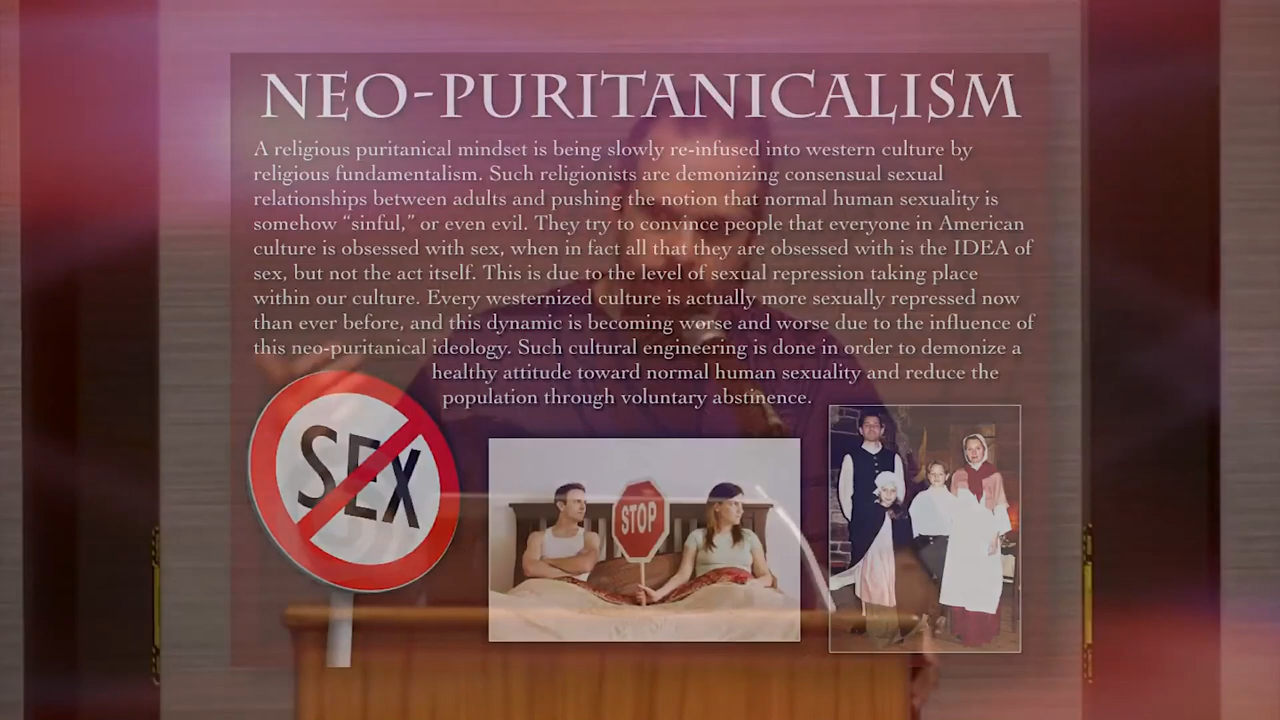 NEO-PURITANICALISM
A religious puritanical mindset is being slowly re-infused into western culture by
religious fundamentalism. Such religionists are demonizing consensual sexual
relationships between adults and pushing the notion that normal human sexuality is
somehow “sinful,” or even evil. They try to convince people that everyone in American
culture is obsessed with sex, when in fact all that they are obsessed with is the IDEA of
sex, but not the act itself. This is due to the level of sexual repression taking place
within our culture. Every westernized culture is actually more sexually repressed now
than ever before, and this dynamic is becoming worse and worse due to the influence of
this neo-puritanical ideology. Such cultural engineering is done in order to demonize a
healthy attitude toward normal human sexuality and reduce the
population through voluntary abstinence.
SEX
STOP